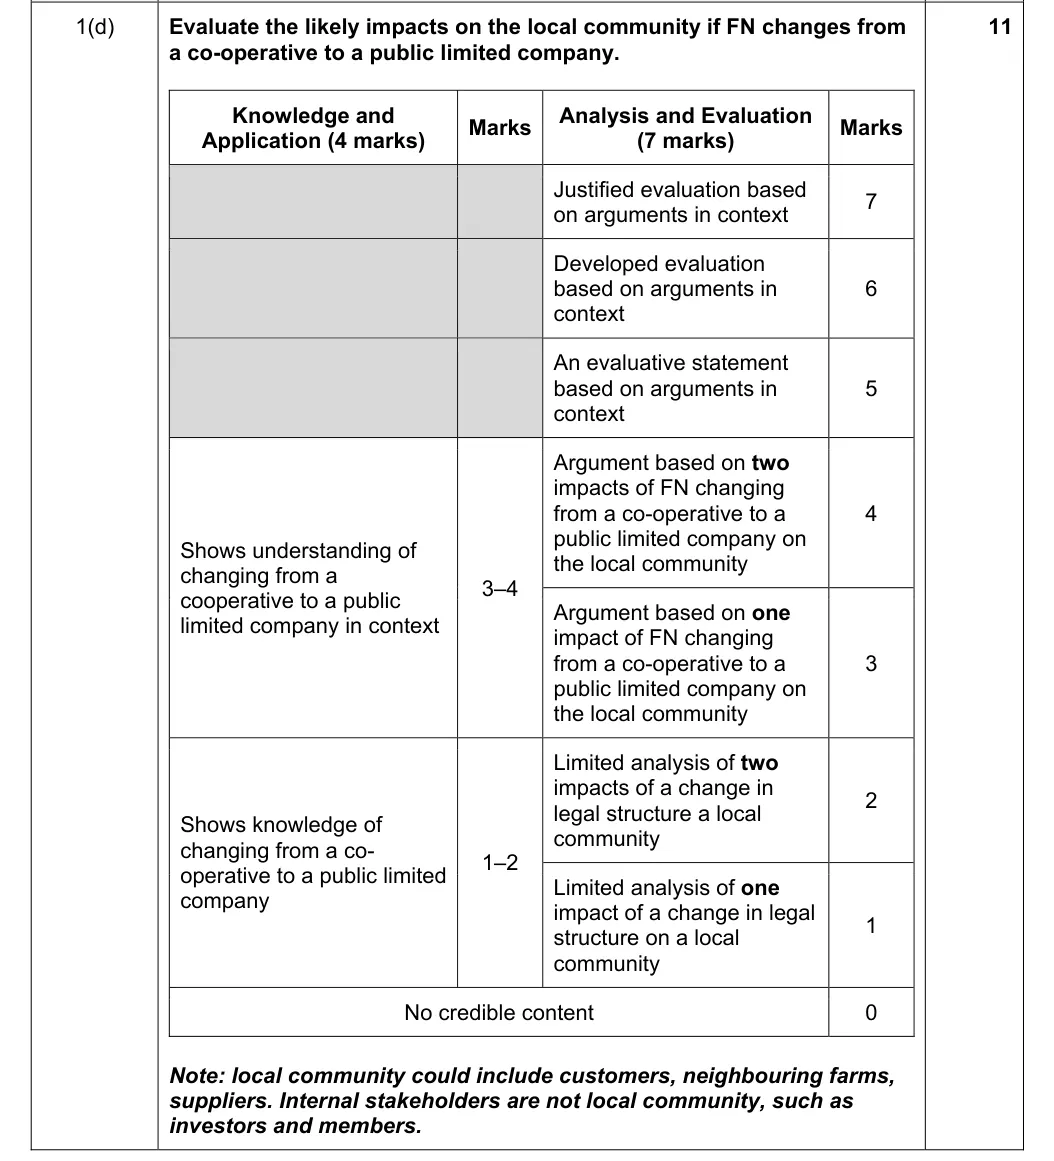 1(d)
Evaluate the likely impacts on the local community if FN changes from
a co-operative to a public limited company.
11
Knowledge and
Application (4 marks)
Marks
Analysis and Evaluation
(7 marks)
Marks
Justified evaluation based
on arguments in context
7
Developed evaluation
based on arguments in
context
6
An evaluative statement
based on arguments in
context
5
Shows understanding of
changing from a
cooperative to a public
limited company in context
3–4
Argument based on two
impacts of FN changing
from a co-operative to a
public limited company on
the local community
4
Argument based on one
impact of FN changing
from a co-operative to a
public limited company on
the local community
3
Shows knowledge of
changing from a co-
operative to a public limited
company
1–2
Limited analysis of two
impacts of a change in
legal structure a local
community
2
Limited analysis of one
impact of a change in legal
structure on a local
community
1
No credible content
0
Note: local community could include customers, neighbouring farms,
suppliers. Internal stakeholders are not local community, such as
investors and members.